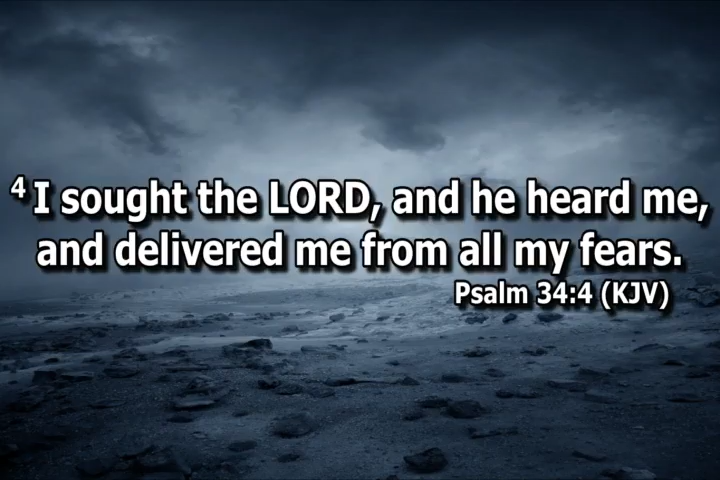 4 I sought the LORD, and he heard me,
and delivered me from all my fears.
Psalm 34:4 (KJV)